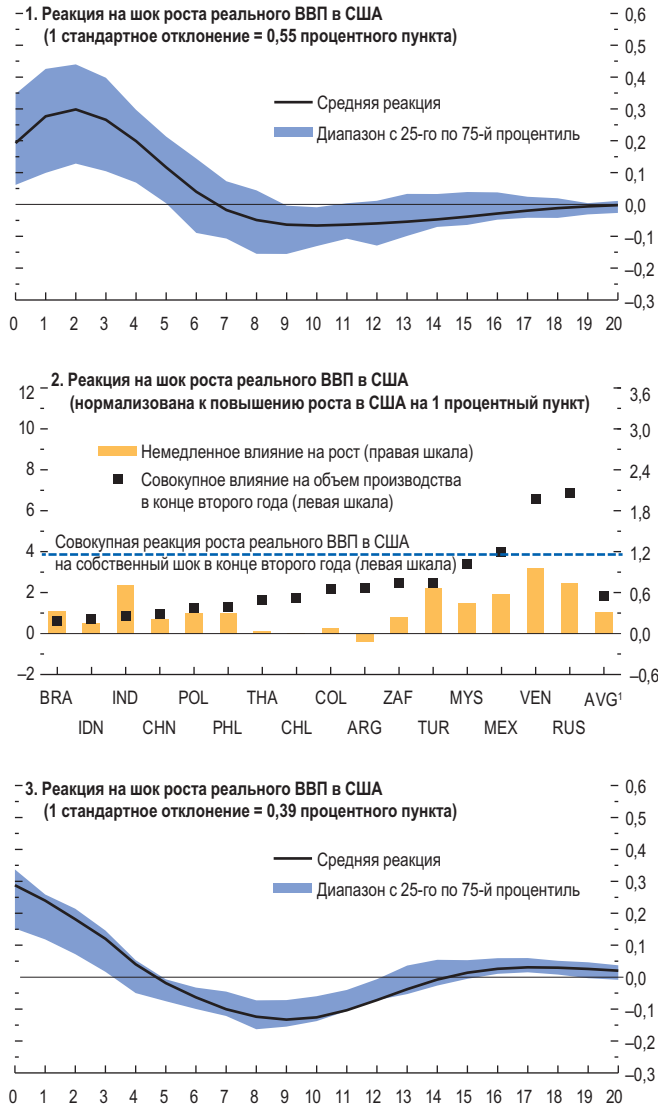 1. Реакция на шок роста реального ВВП в США
(1 стандартное отклонение = 0,55 процентного пункта)
Средняя реакция
Диапазон с 25-го по 75-й процентиль
0,6
0,5
0,4
0,3
0,2
0,1
0,0
–0,1
–0,2
–0,3
0 1 2 3 4 5 6 7 8 9 10 11 12 13 14 15 16 17 18 19 20
2. Реакция на шок роста реального ВВП в США
(нормализована к повышению роста в США на 1 процентный пункт)
Немедленное влияние на рост (правая шкала)
Совокупное влияние на объем производства
в конце второго года (левая шкала)
Совокупная реакция роста реального ВВП в США
на собственный шок в конце второго года (левая шкала)
12
10
8
6
4
2
0
–2
3,6
3,0
2,4
1,8
1,2
0,6
0,0
–0,6
BRA IND POL THA COL ZAF MYS VEN AVG¹
IDN CHN PHL CHL ARG TUR MEX RUS
3. Реакция на шок роста реального ВВП в США
(1 стандартное отклонение = 0,39 процентного пункта)
Средняя реакция
Диапазон с 25-го по 75-й процентиль
0,6
0,5
0,4
0,3
0,2
0,1
0,0
–0,1
–0,2
–0,3
0 1 2 3 4 5 6 7 8 9 10 11 12 13 14 15 16 17 18 19 20